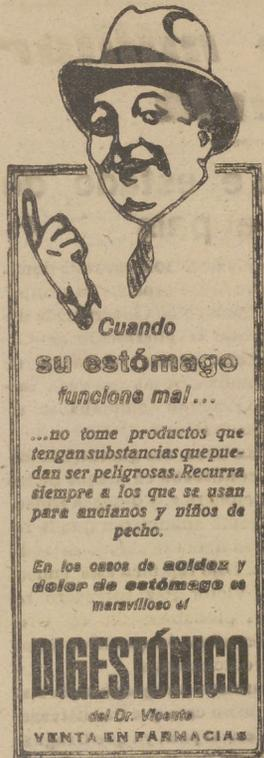 Cuando
su estómago
funcione mal...
...no tome productos que
tengan substancias que pue-
dan ser peligrosas. Recurra
siempre a los que se usan
para ancianos y niños de
pecho.
En los casos de acidez y
dolor de estómago es
maravilloso el
DIGESTÓNICO
del Dr. Vicente
VENTA EN FARMACIAS